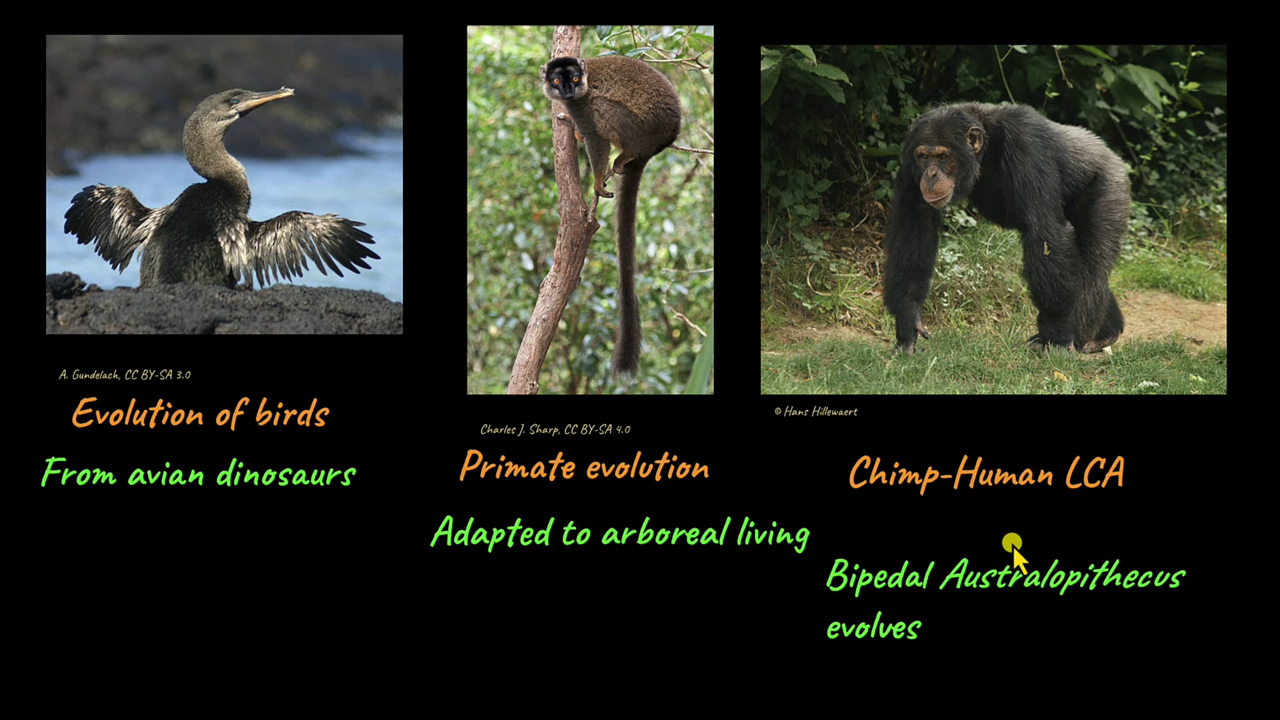 A. Gundelach, CC BY-SA 3.0
Evolution of birds
From avian dinosaurs
Charles J. Sharp, CC BY-SA 4.0
Primate evolution
Adapted to arboreal living
© Hans Hillewaert
Chimp-Human LCA
Bipedal Australopithecus
evolves